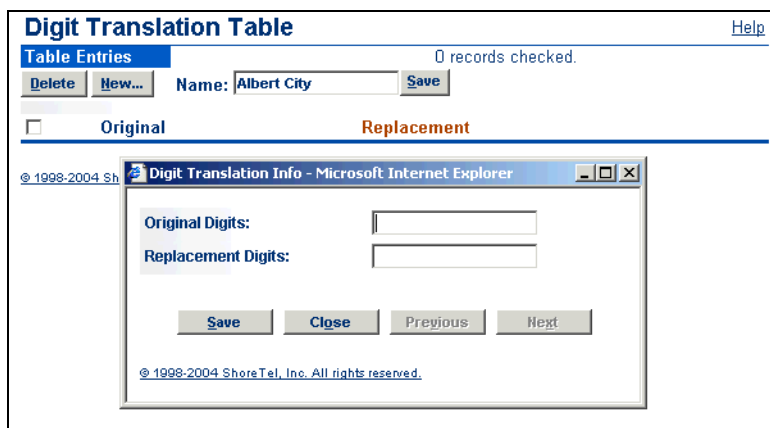 Digit Translation Table
Help
Table Entries
0 records checked.
Delete New... Name: Albert City Save
Original Replacement
© 1998-2004 Sh
Digit Translation Info - Microsoft Internet Explorer
Original Digits:
Replacement Digits:
Save Close Previous Next
© 1998-2004 ShoreTel, Inc. All rights reserved.